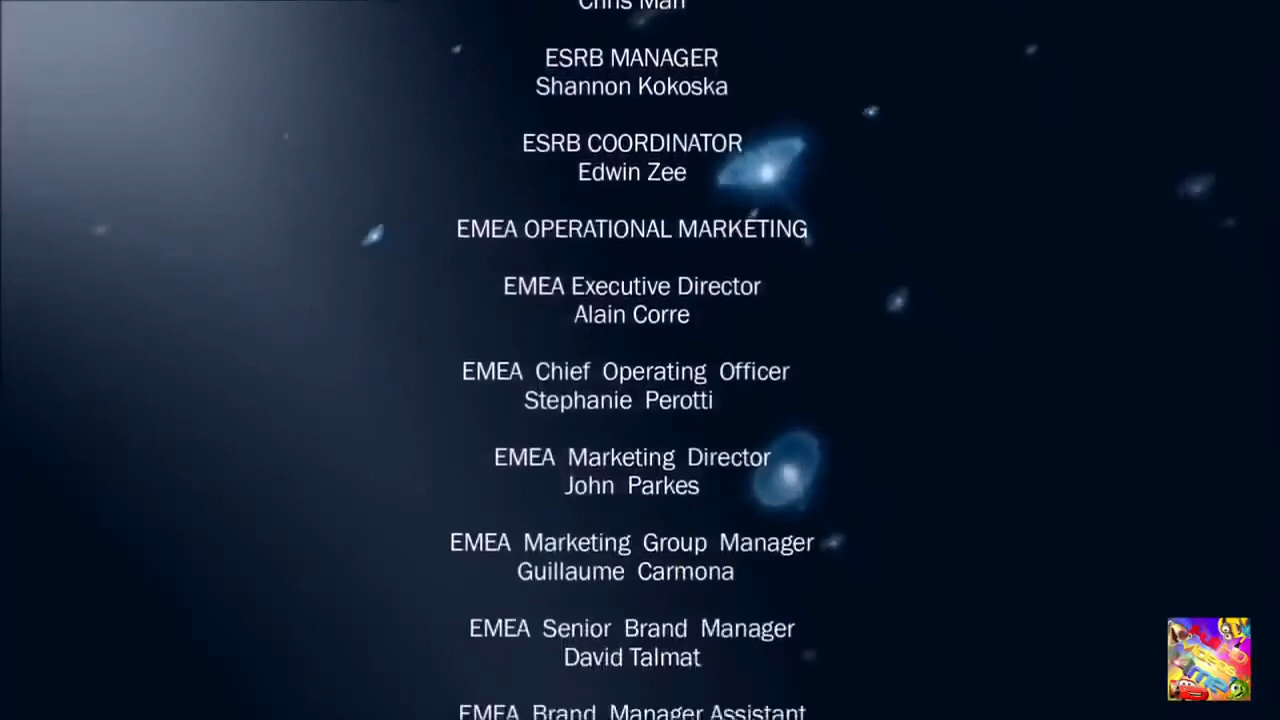 ESRB MANAGER
Shannon Kokoska
ESRB COORDINATOR
Edwin Zee
EMEA OPERATIONAL MARKETING
EMEA Executive Director
Alain Corre
EMEA Chief Operating Officer
Stephanie Perotti
EMEA Marketing Director
John Parkes
EMEA Marketing Group Manager
Guillaume Carmona
EMEA Senior Brand Manager
David Talmat
EMEA Brand Manager Assistant